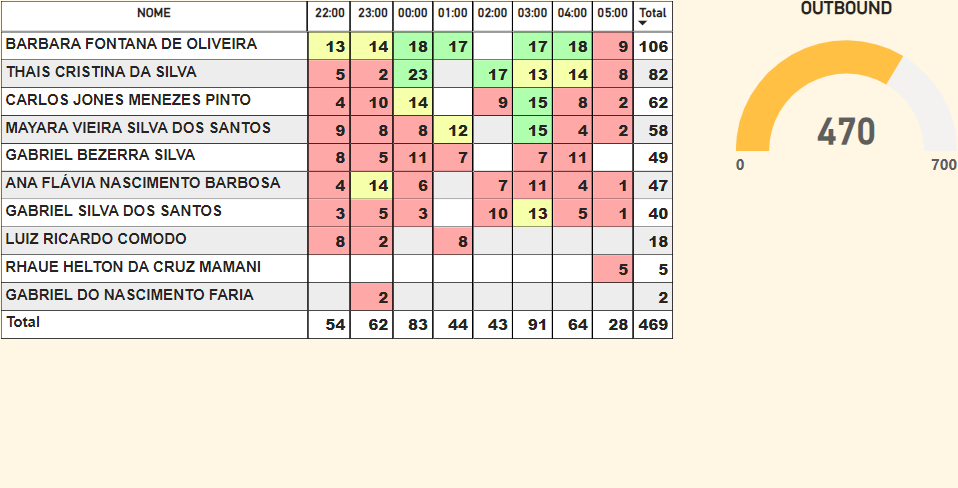 NOME 22:00 23:00 00:00 01:00 02:00 03:00 04:00 05:00 Total
BARBARA FONTANA DE OLIVEIRA 13 14 18 17 17 18 9 106
THAIS CRISTINA DA SILVA 5 2 23 17 13 14 8 82
CARLOS JONES MENEZES PINTO 4 10 14 9 15 8 2 62
MAYARA VIEIRA SILVA DOS SANTOS 9 8 8 12 15 4 2 58
GABRIEL BEZERRA SILVA 8 5 11 7 7 11 49
ANA FLÁVIA NASCIMENTO BARBOSA 4 14 6 7 11 4 1 47
GABRIEL SILVA DOS SANTOS 3 5 3 10 13 5 1 40
LUIZ RICARDO COMODO 8 2 8 18
RHAUE HELTON DA CRUZ MAMANI 5 5
GABRIEL DO NASCIMENTO FARIA 2 2
Total 54 62 83 44 43 91 64 28 469
OUTBOUND
470
0 700